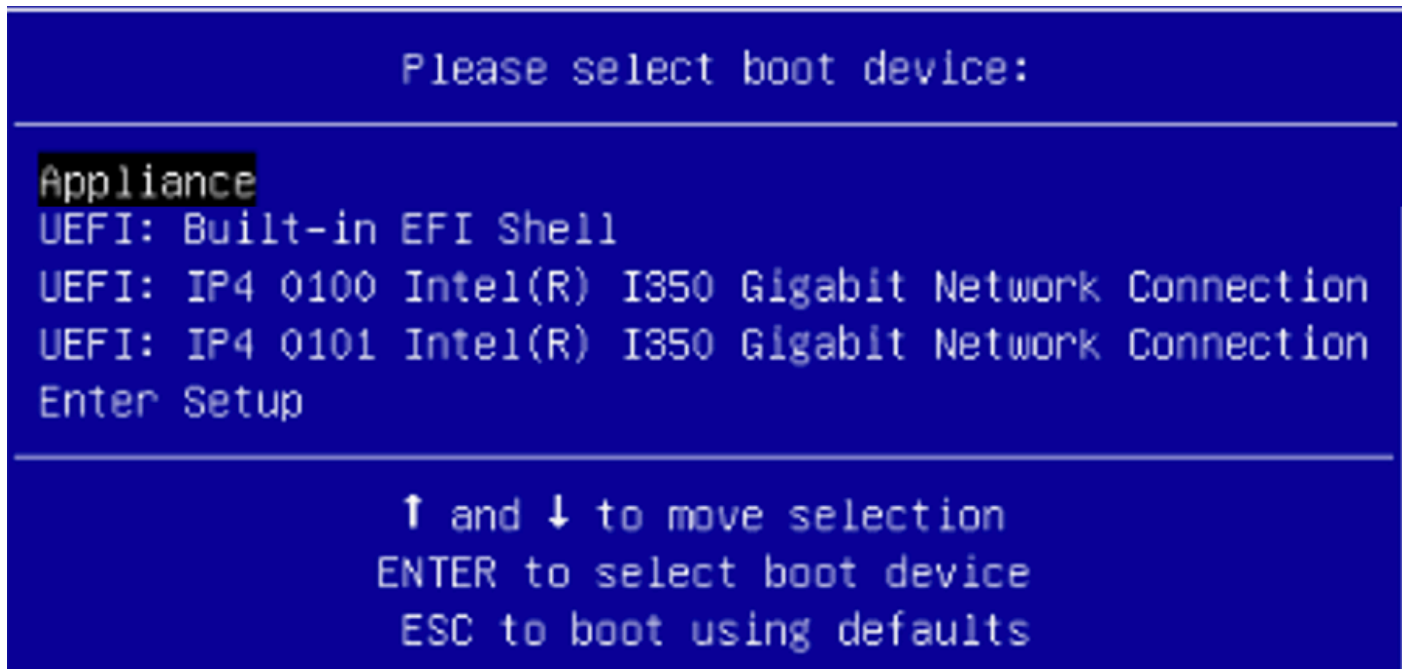 Please select boot device:
Appliance
UEFI: Built-in EFI Shell
UEFI: IP4 0100 Intel(R) I350 Gigabit Network Connection
UEFI: IP4 0101 Intel(R) I350 Gigabit Network Connection
Enter Setup
↑ and ↓ to move selection
ENTER to select boot device
ESC to boot using defaults